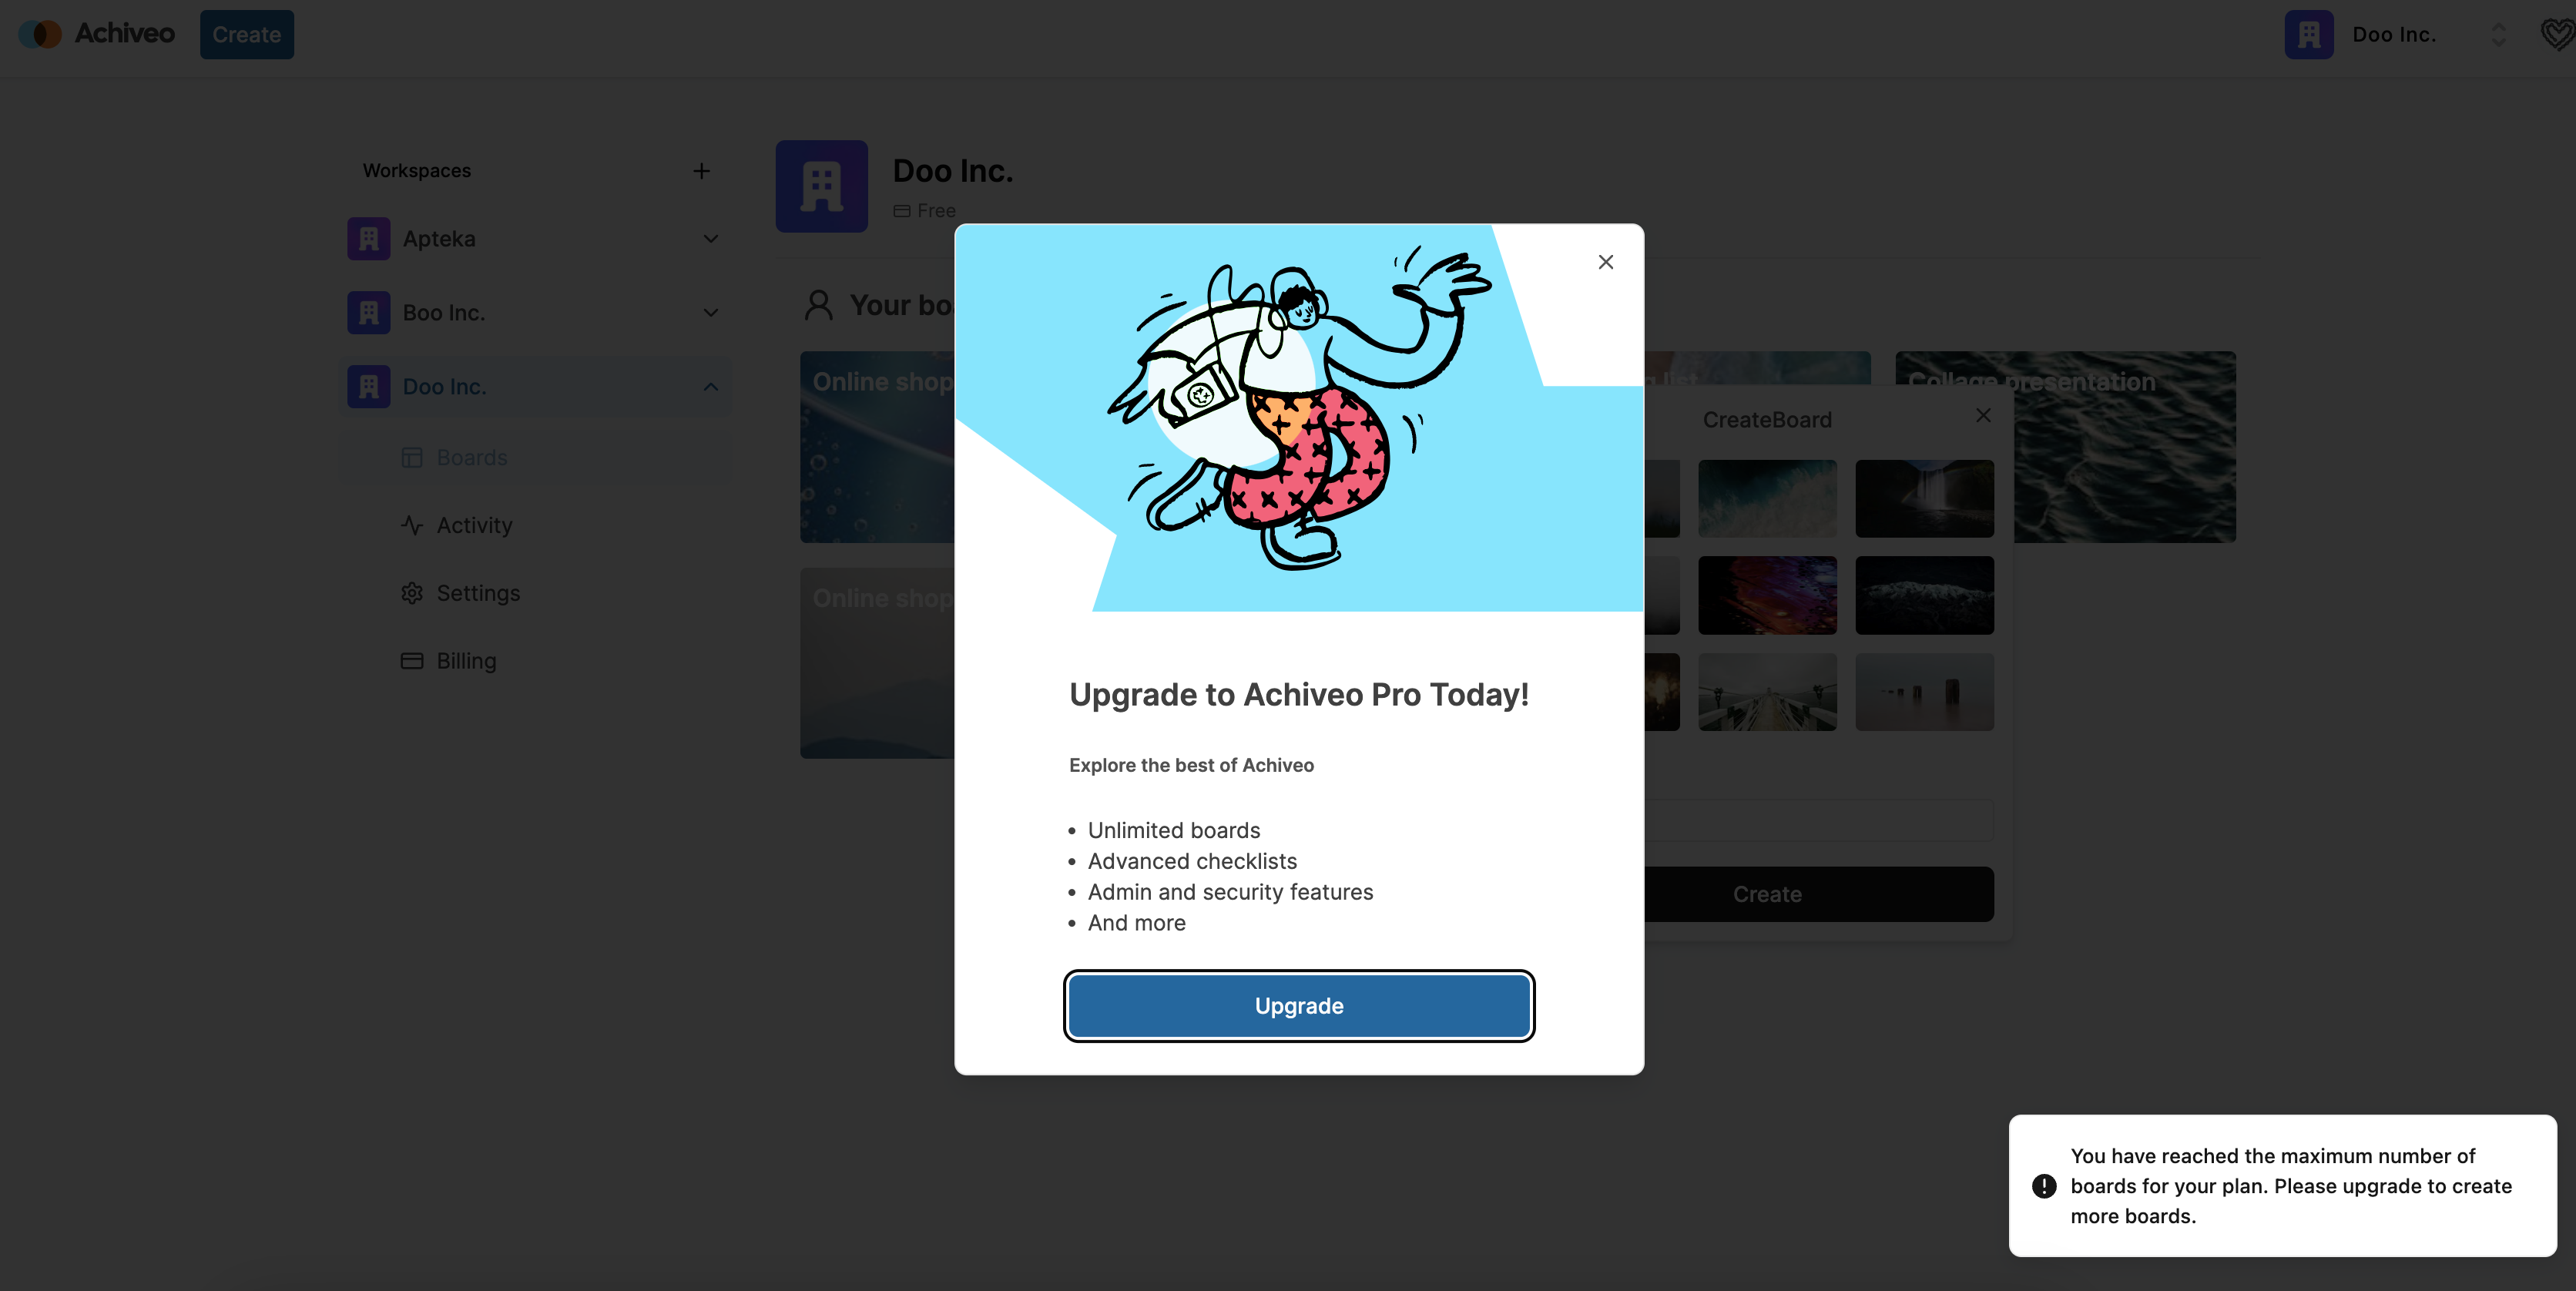 Achiveo
Create
Doo Inc.
Workspaces
Apteka
Boo Inc.
Doo Inc.
Boards
Activity
Settings
Billing
Doo Inc.
Free
Your bo
Online shop
list
Collage presentation
Online shop
CreateBoard
Create
Upgrade to Achiveo Pro Today!
Explore the best of Achiveo
• Unlimited boards
• Advanced checklists
• Admin and security features
• And more
Upgrade
You have reached the maximum number of
boards for your plan. Please upgrade to create
more boards.